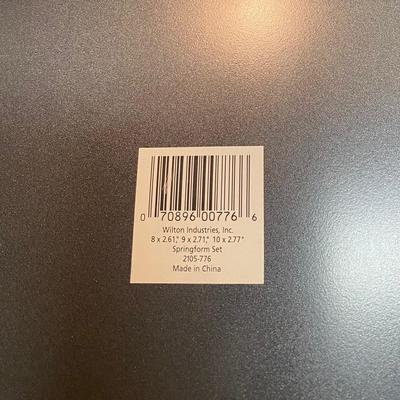 0 70896 00776 6
Wilton Industries, Inc.
8 x 2.61," 9 x 2.71," 10 x 2.77"
Springform Set
2105-776
Made in China